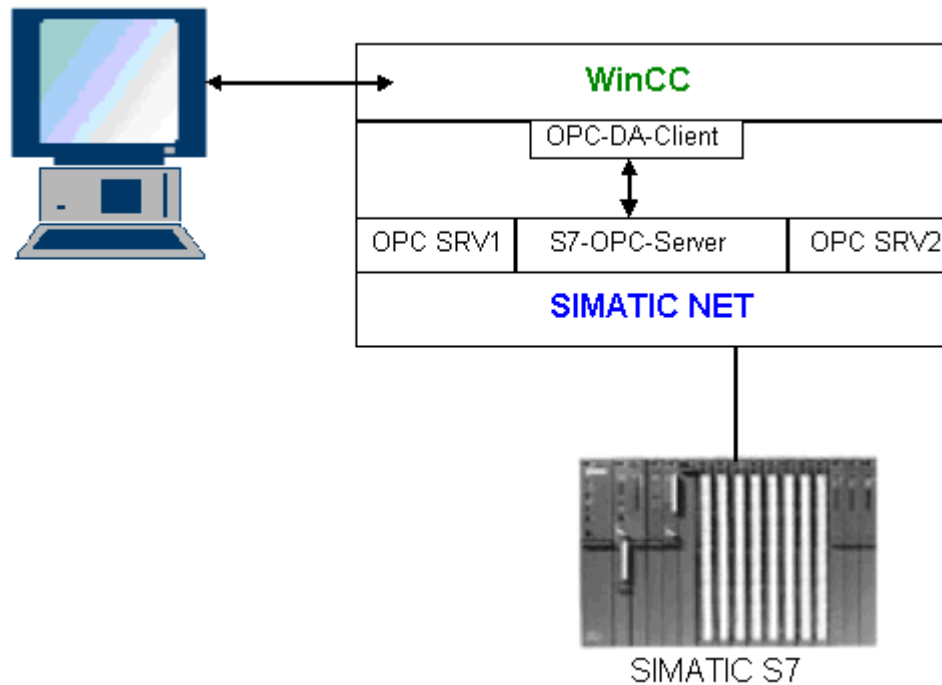 WinCC
OPC-DA-Client
OPC SRV1
S7-OPC-Server
OPC SRV2
SIMATIC NET
SIMATIC S7